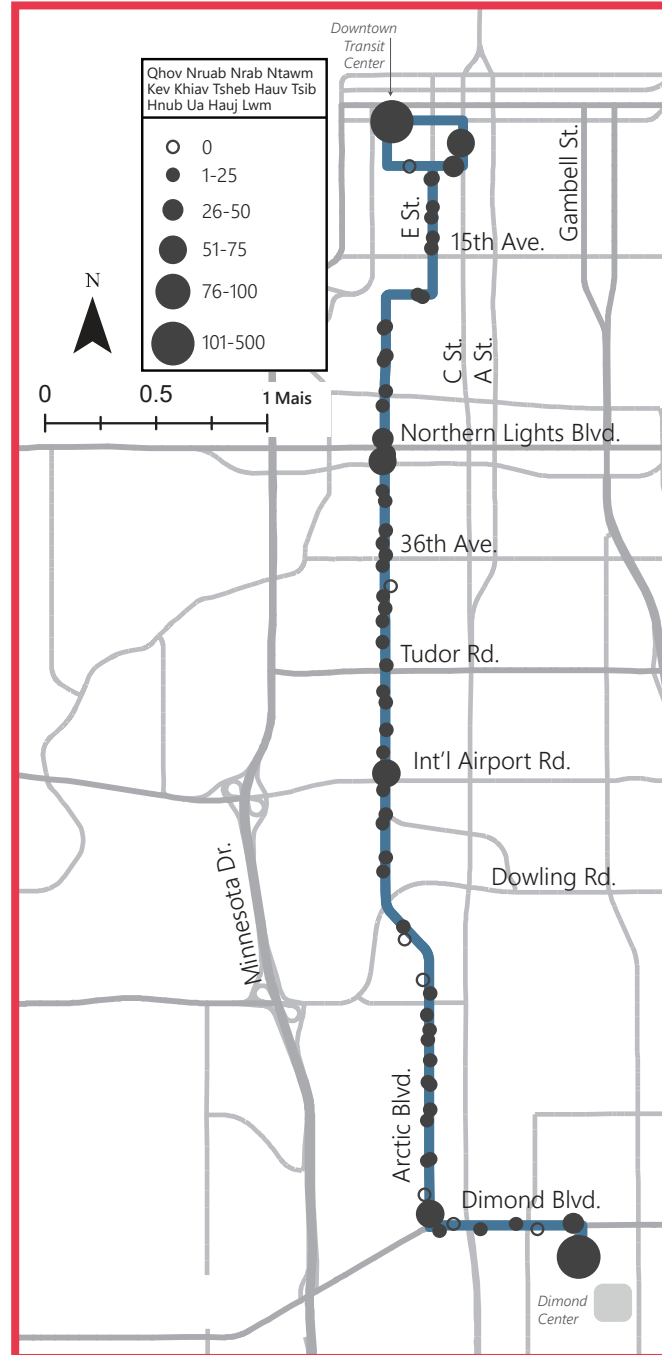 Downtown
Transit
Center
Qhov Nruab Nrab Ntawm
Kev Khiav Tsheb Hauv Tsib
Hnub Ua Hauj Lwm
0
1-25
26-50
51-75
76-100
101-500
N
0 0.5 1 Mais
E St.
Gambell St.
15th Ave.
C St.
A St.
Northern Lights Blvd.
36th Ave.
Tudor Rd.
Int'l Airport Rd.
Minnesota Dr.
Dowling Rd.
Arctic Blvd.
Dimond Blvd.
Dimond
Center